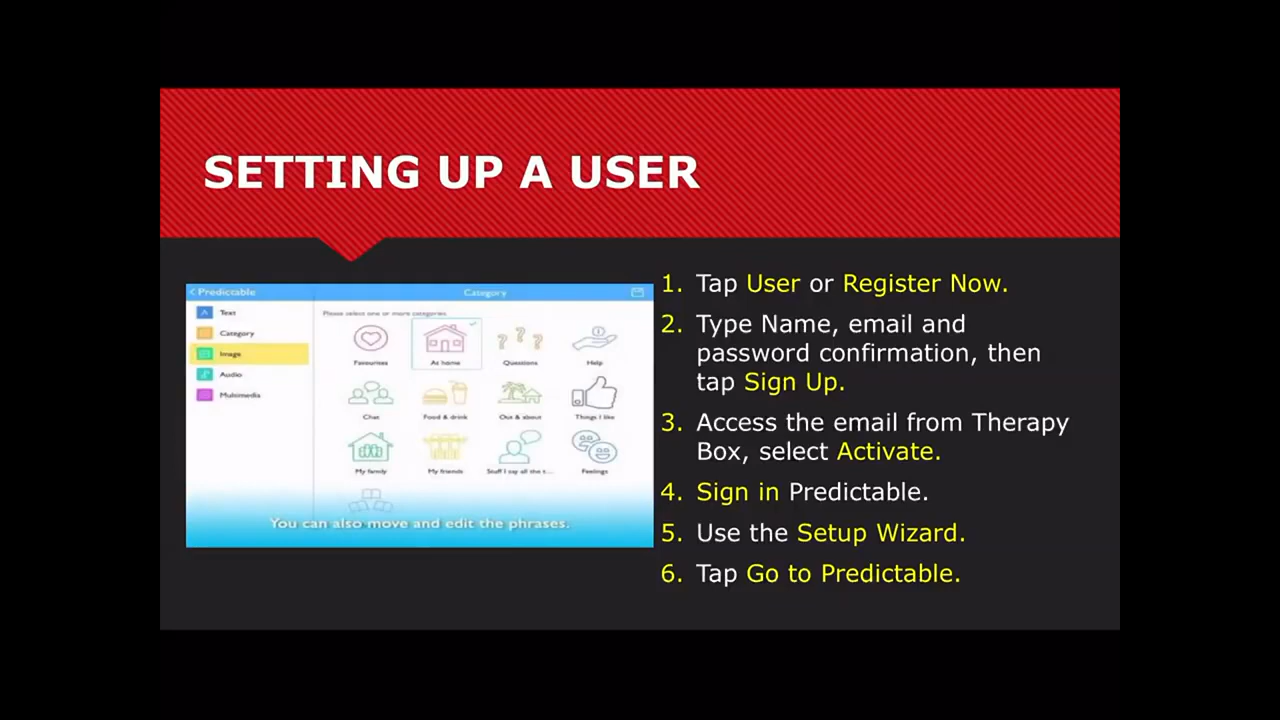 SETTING UP A USER
Predictable
Category
Text
Category
Image
Audio
Multimedia
Please select one or more categories
Favourites
At home
Questions
Help
Chat
Food & drink
Out & about
Things I like
My family
My friends
Stuff I say all the t...
Feelings
You can also move and edit the phrases.
1. Tap User or Register Now.
2. Type Name, email and
password confirmation, then
tap Sign Up.
3. Access the email from Therapy
Box, select Activate.
4. Sign in Predictable.
5. Use the Setup Wizard.
6. Tap Go to Predictable.